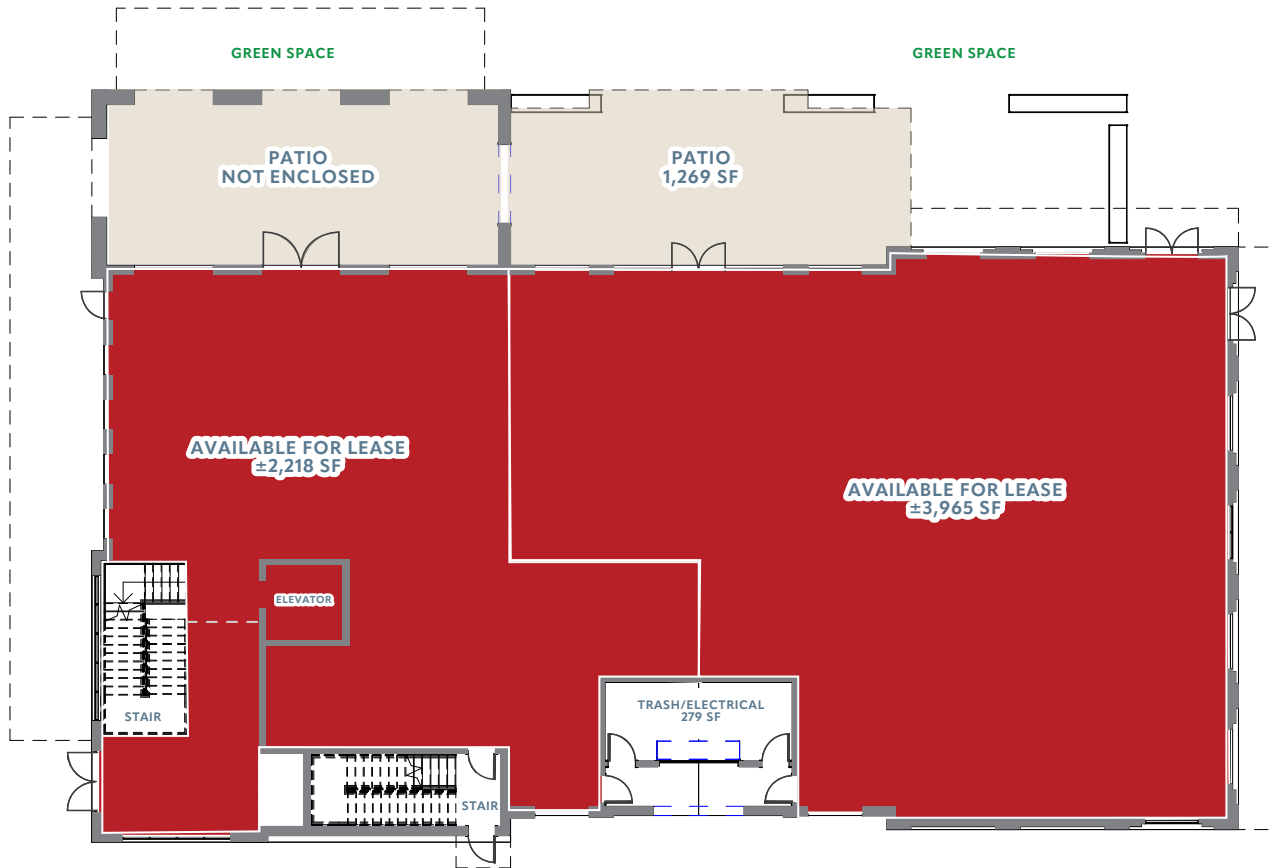 GREEN SPACE
GREEN SPACE
PATIO
NOT ENCLOSED
PATIO
1,269 SF
AVAILABLE FOR LEASE
±2,218 SF
AVAILABLE FOR LEASE
±3,965 SF
ELEVATOR
STAIR
TRASH/ELECTRICAL
279 SF
STAIR